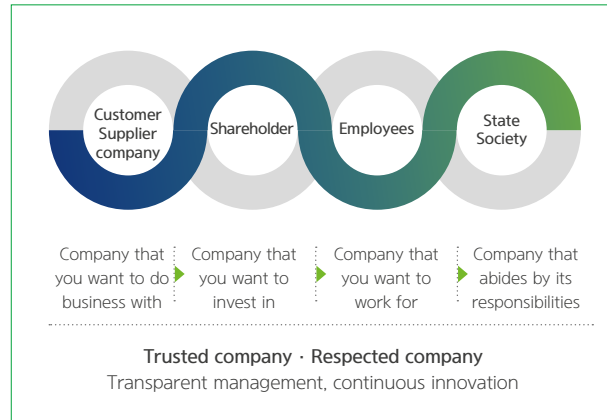 Customer
Supplier
company
Shareholder
Employees
State
Society
Company that
you want to do
business with
Company that
you want to
invest in
Company that
you want to
work for
Company that
abides by its
responsibilities
Trusted company · Respected company
Transparent management, continuous innovation